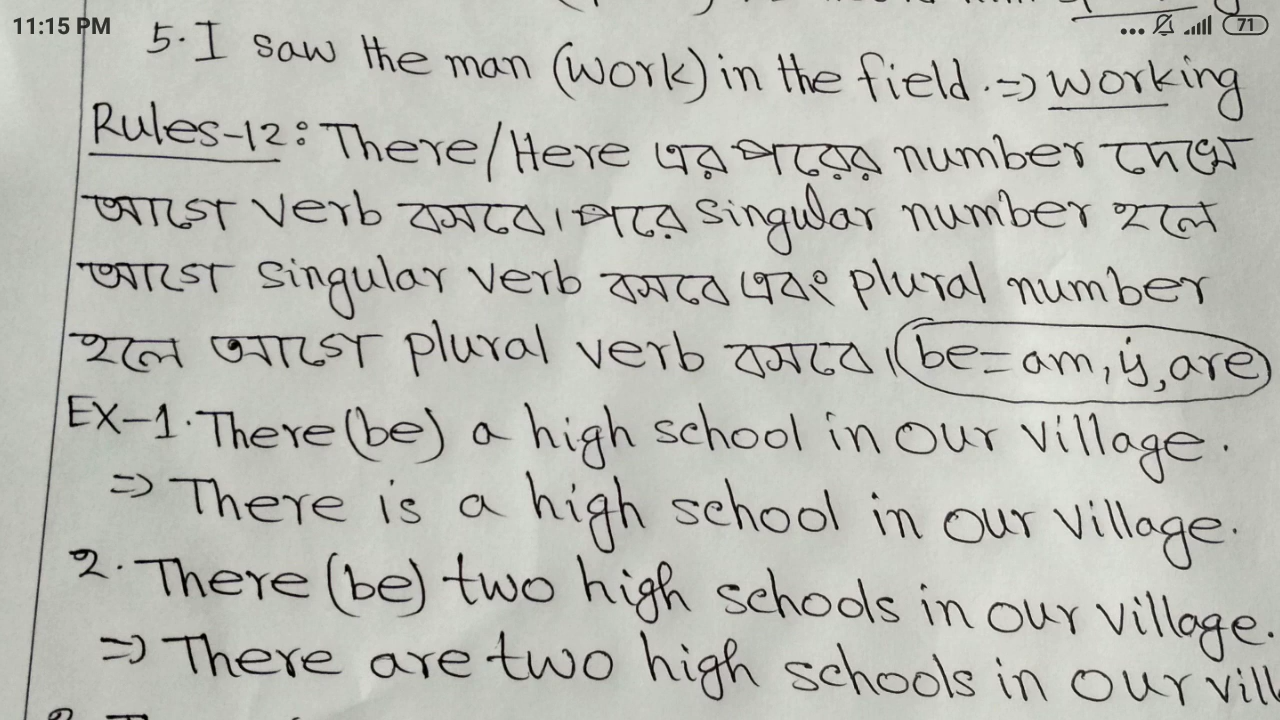 11:15 PM
71
5. I saw the man (work) in the field. => working
Rules-12: There/Here এর পরের number দেখে
আগে verb বসবে। পরে singular number হলে
আগে singular verb বসবে এবং plural number
হলে আগে plural verb বসবে। (be=am, is, are)
EX-1. There (be) a high school in our village.
=> There is a high school in our village.
2. There (be) two high schools in our village.
=> There are two high schools in our vill